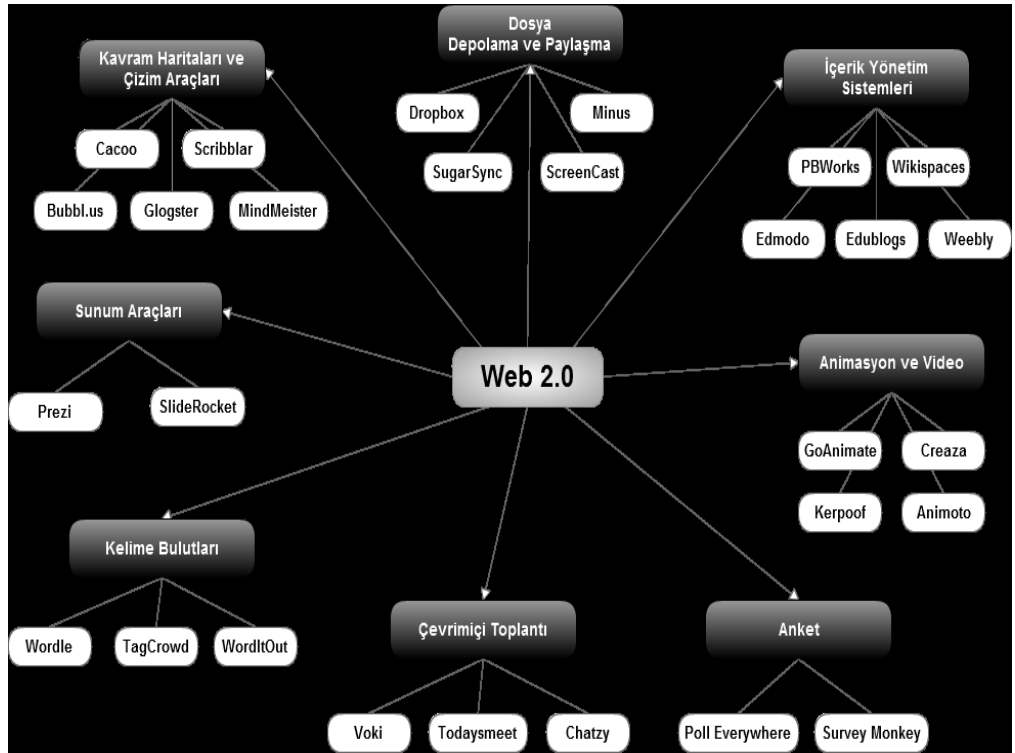 Dosya
Depolama ve Paylaşma
Dropbox
Minus
SugarSync
ScreenCast
Kavram Haritaları ve
Çizim Araçları
Cacoo
Scribblar
Bubbl.us
Glogster
MindMeister
İçerik Yönetim
Sistemleri
PBWorks
Wikispaces
Edmodo
Edublogs
Weebly
Sunum Araçları
Prezi
SlideRocket
Web 2.0
Animasyon ve Video
GoAnimate
Creaza
Kerpoof
Animoto
Kelime Bulutları
Wordle
TagCrowd
WordItOut
Çevrimiçi Toplantı
Voki
Todaysmeet
Chatzy
Anket
Poll Everywhere
Survey Monkey